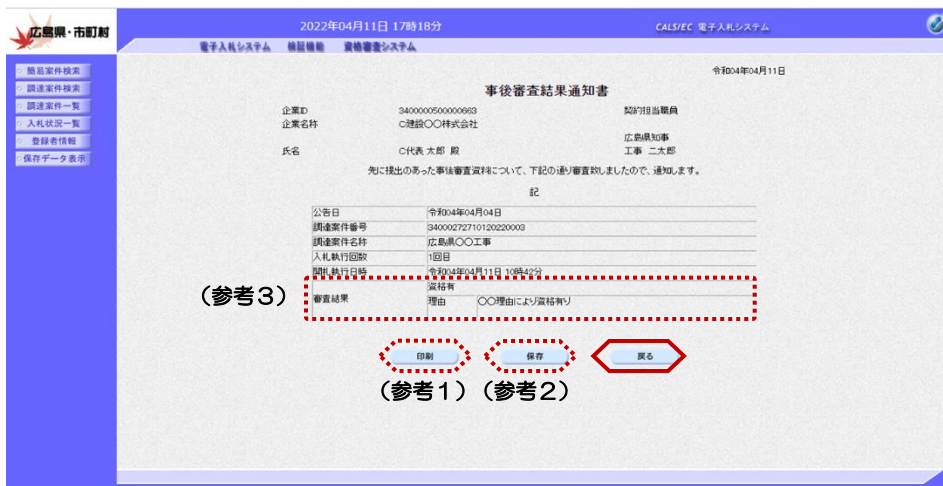 広島県・市町村
2022年04月11日 17時18分
CALS/EC 電子入札システム
電子入札システム 検証機能 資格審査システム
簡易案件検索
調達案件検索
調達案件一覧
入札状況一覧
登録者情報
保存データ表示
令和04年04月11日
事後審査結果通知書
企業ID 3400000500000663 契約担当職員
企業名称 C建設〇〇株式会社
広島県知事
氏名 C代表 太郎 殿 工事 二太郎
先に提出のあった事後審査資料について、下記の通り審査致しましたので、通知します。
記
公告日 令和04年04月04日
調達案件番号 34000272710120220003
調達案件名称 広島県〇〇工事
入札執行回数 1回目
開札執行日時 令和04年04月11日 10時42分
(参考3)
審査結果 資格有
理由 〇〇理由により資格有り
印刷 保存 戻る
(参考1) (参考2)